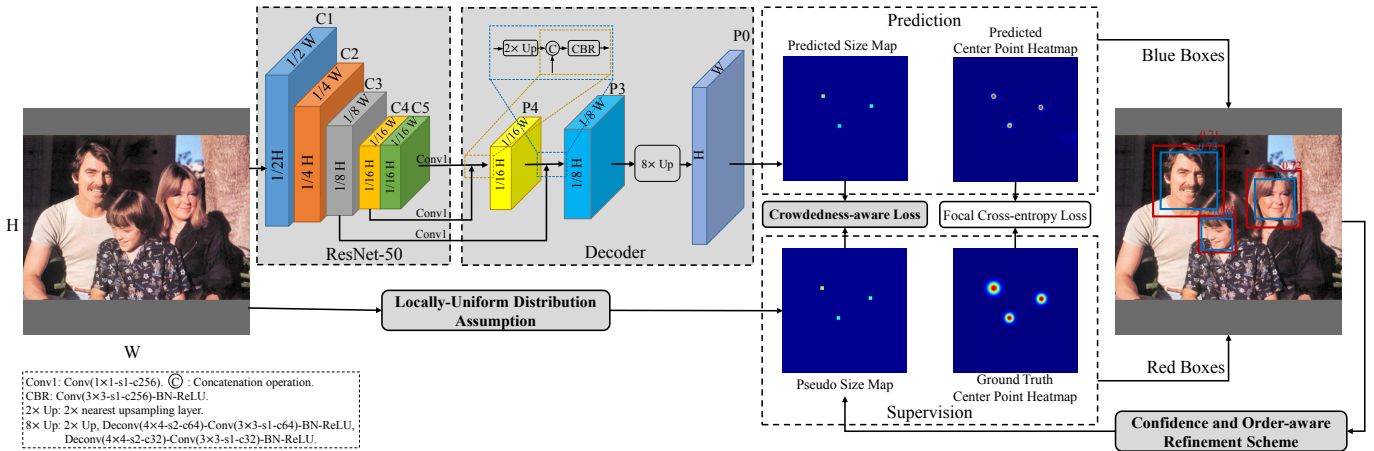 C1
1/2 W
C2
1/4 W
C3
1/8 W
C4 C5
1/16 W
1/16 W
1/2H
1/4 H
1/8 H
1/16 H
1/16 H
ResNet-50
H
W
Conv1
Conv1
Conv1
2× Up
C
CBR
P4
1/16 W
1/16 H
P3
1/8 W
1/8 H
8× Up
P0
W
H
Decoder
Prediction
Predicted Size Map
Predicted
Center Point Heatmap
Crowdedness-aware Loss
Focal Cross-entropy Loss
Pseudo Size Map
Ground Truth
Center Point Heatmap
Supervision
Locally-Uniform Distribution
Assumption
Blue Boxes
0.71
0.72
Red Boxes
Confidence and Order-aware
Refinement Scheme
Conv1: Conv(1×1-s1-c256). C : Concatenation operation.
CBR: Conv(3×3-s1-c256)-BN-ReLU.
2× Up: 2× nearest upsampling layer.
8× Up: 2× Up, Deconv(4×4-s2-c64)-Conv(3×3-s1-c64)-BN-ReLU,
Deconv(4×4-s2-c32)-Conv(3×3-s1-c32)-BN-ReLU.